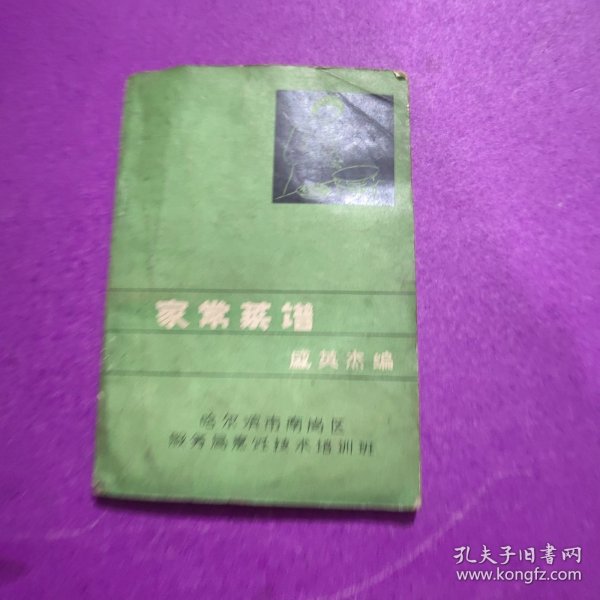 家常菜谱
盛英杰编
哈尔滨市南岗区
服务局烹饪技术培训班
孔夫子旧书网
www.kongfz.com